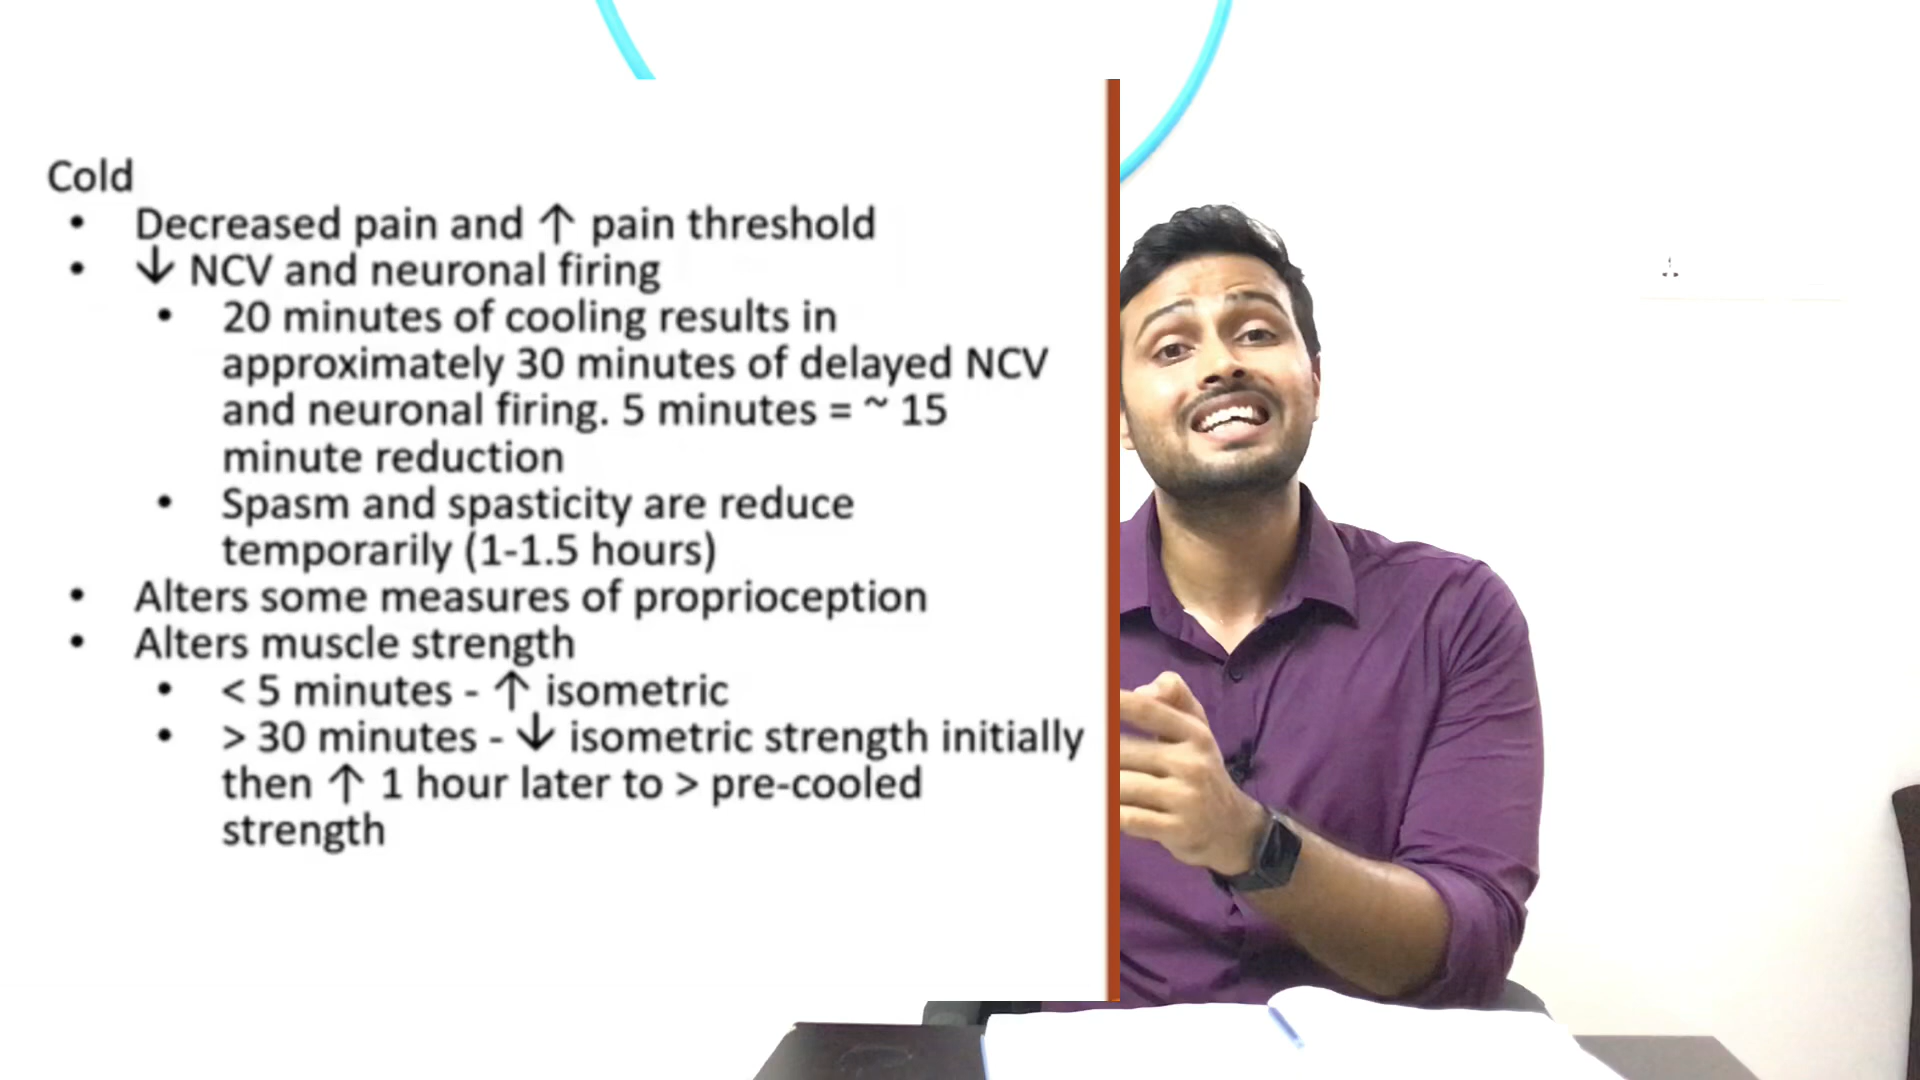 Cold
• Decreased pain and ↑ pain threshold
• ↓ NCV and neuronal firing
• 20 minutes of cooling results in
approximately 30 minutes of delayed NCV
and neuronal firing. 5 minutes = ~ 15
minute reduction
• Spasm and spasticity are reduce
temporarily (1-1.5 hours)
• Alters some measures of proprioception
• Alters muscle strength
• < 5 minutes - ↑ isometric
• > 30 minutes - ↓ isometric strength initially
then ↑ 1 hour later to > pre-cooled
strength